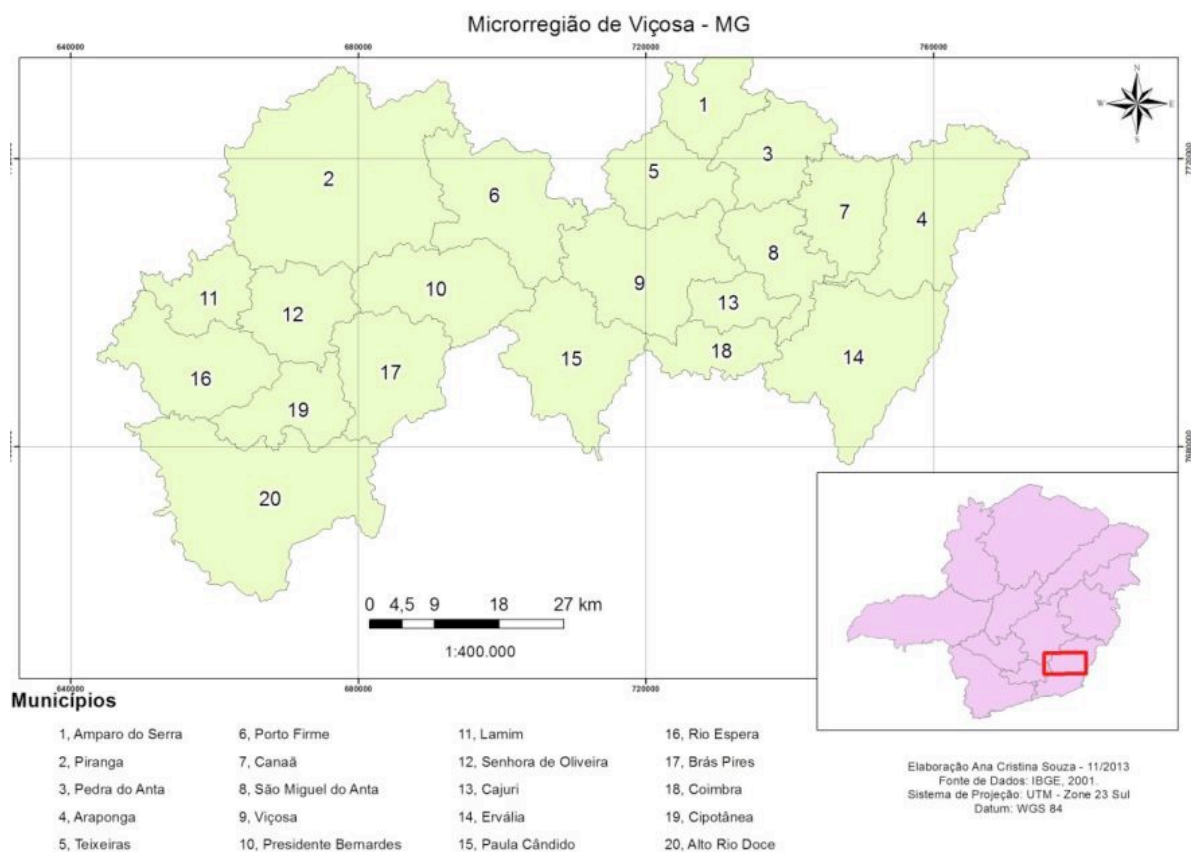 Microrregião de Viçosa - MG
640000 680000 720000 760000
N
W E
S
1
2
3
5
6
7
4
8
9
10
11
12
13
14
15
16
17
18
19
20
7720000
7680000
0 4,5 9 18 27 km
1:400.000
640000 680000 720000
Municípios
1, Amparo do Serra
2, Piranga
3, Pedra do Anta
4, Araponga
5, Teixeiras
6, Porto Firme
7, Canaã
8, São Miguel do Anta
9, Viçosa
10, Presidente Bernardes
11, Lamim
12, Senhora de Oliveira
13, Cajuri
14, Ervália
15, Paula Cândido
16, Rio Espera
17, Brás Pires
18, Coimbra
19, Cipotânea
20, Alto Rio Doce
Elaboração Ana Cristina Souza - 11/2013
Fonte de Dados: IBGE, 2001.
Sistema de Projeção: UTM - Zone 23 Sul
Datum: WGS 84